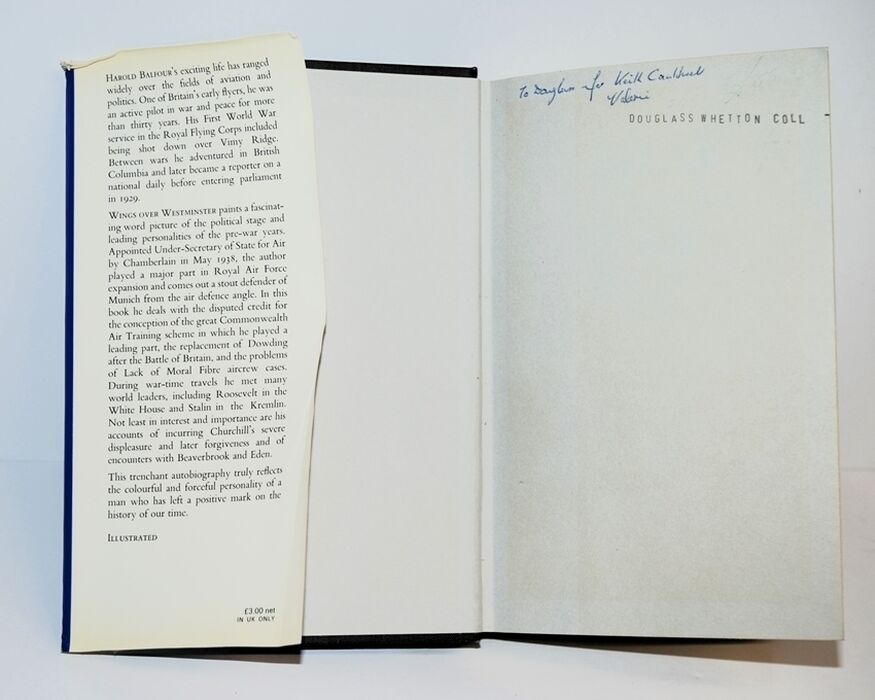 HAROLD BALFOUR'S exciting life has ranged
widely over the fields of aviation and
politics. One of Britain's early flyers, he was
an active pilot in war and peace for more
than thirty years. His First World War
service in the Royal Flying Corps included
being shot down over Vimy Ridge.
Between wars he adventured in British
Columbia and later became a reporter on a
national daily before entering parliament
in 1929.
WINGS OVER WESTMINSTER paints a fascinat-
ing word picture of the political stage and
leading personalities of the pre-war years.
Appointed Under-Secretary of State for Air
by Chamberlain in May 1938, the author
played a major part in Royal Air Force
expansion and comes out a stout defender of
Munich from the air defence angle. In this
book he deals with the disputed credit for
the conception of the great Commonwealth
Air Training scheme in which he played a
leading part, the replacement of Dowding
after the Battle of Britain, and the problems
of Lack of Moral Fibre aircrew cases.
During war-time travels he met many
world leaders, including Roosevelt in the
White House and Stalin in the Kremlin.
Not least in interest and importance are his
accounts of incurring Churchill's severe
displeasure and later forgiveness and of
encounters with Beaverbrook and Eden.
This trenchant autobiography truly reflects
the colourful and forceful personality of a
man who has left a positive mark on the
history of our time.
ILLUSTRATED
£3.00 net
IN UK ONLY
To Douglass Keith
DOUGLASS WHETTON COLL